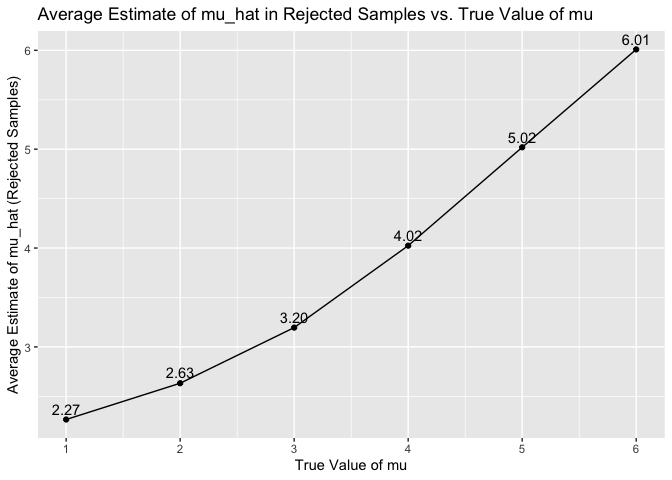 Average Estimate of mu_hat in Rejected Samples vs. True Value of mu
Average Estimate of mu_hat (Rejected Samples)
6
5
4
3
6.01
5.02
4.02
3.20
2.63
2.27
1 2 3 4 5 6
True Value of mu